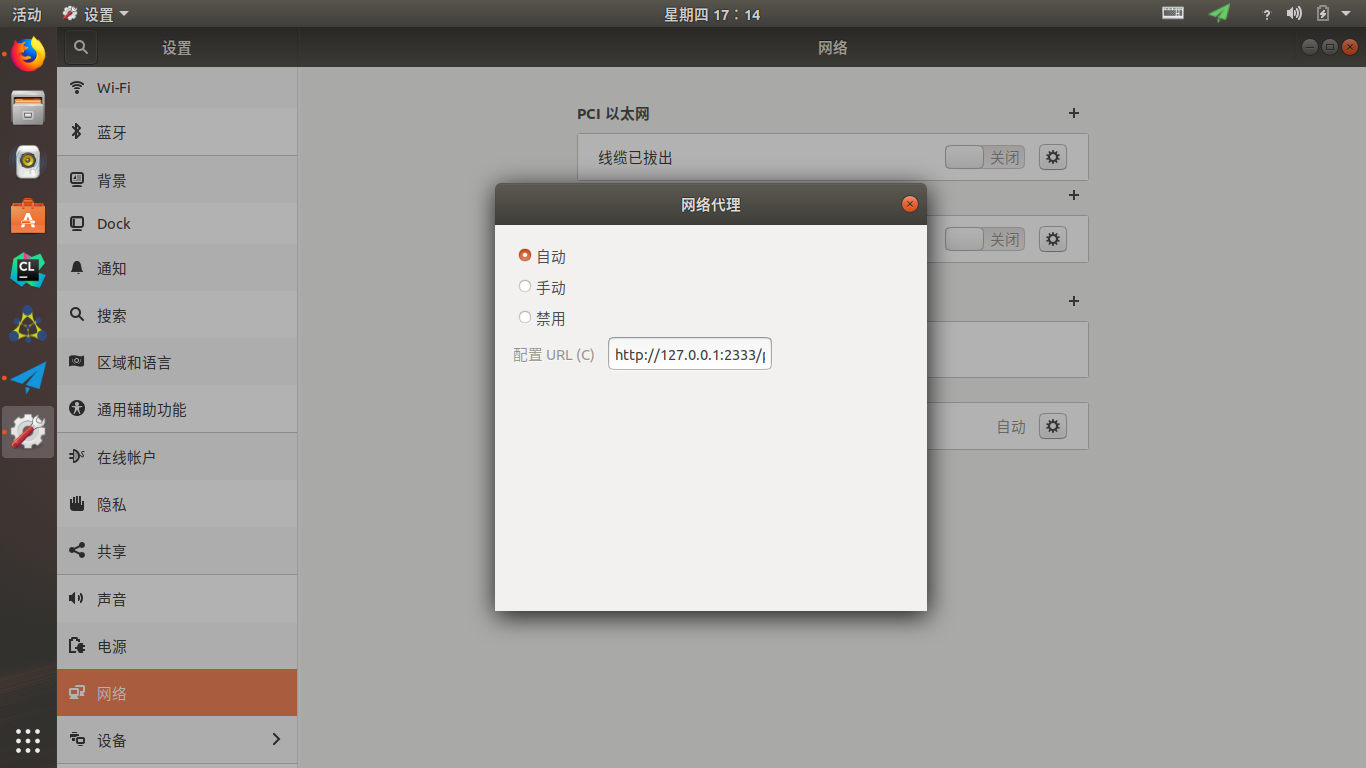 活动
设置
星期四 17：14
?
设置
网络
Wi-Fi
蓝牙
背景
Dock
通知
搜索
区域和语言
通用辅助功能
在线帐户
隐私
共享
声音
电源
网络
设备
PCI 以太网
线缆已拔出
关闭
关闭
自动
网络代理
自动
手动
禁用
配置 URL (C)
http://127.0.0.1:2333/
CL